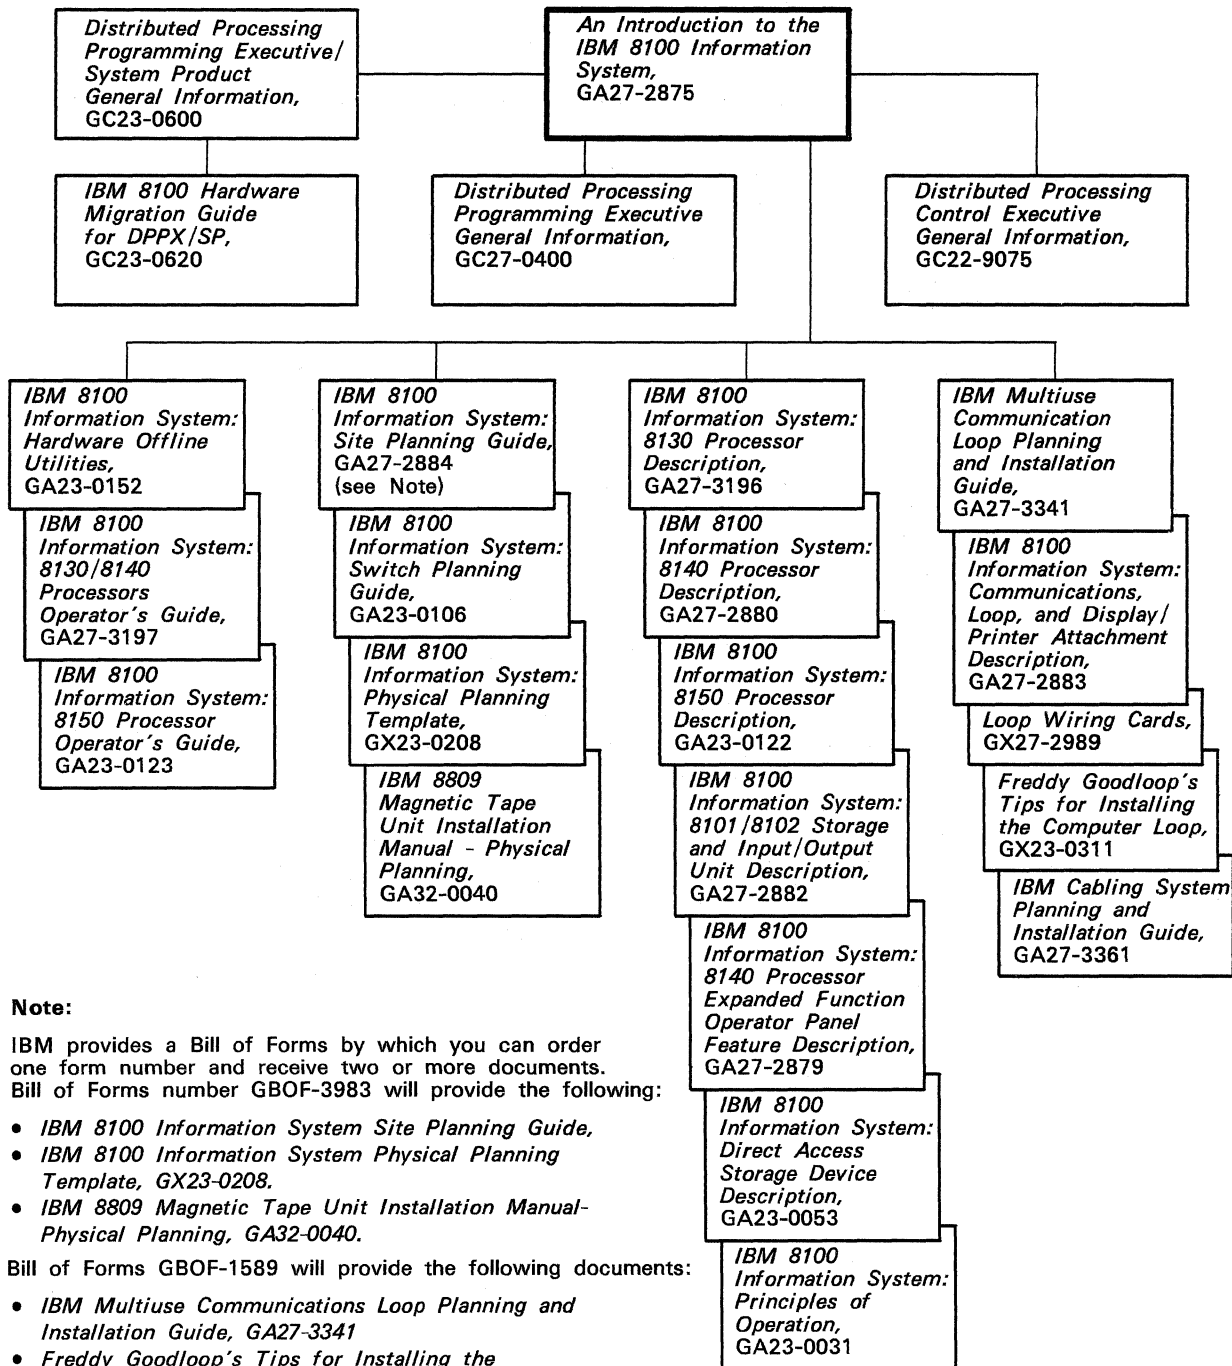 Distributed Processing
Programming Executive/
System Product
General Information,
GC23-0600
An Introduction to the
IBM 8100 Information
System,
GA27-2875
IBM 8100 Hardware
Migration Guide
for DPPX/SP,
GC23-0620
Distributed Processing
Programming Executive
General Information,
GC27-0400
Distributed Processing
Control Executive
General Information,
GC22-9075
IBM 8100
Information System:
Hardware Offline
Utilities,
GA23-0152
IBM 8100
Information System:
8130/8140
Processors
Operator's Guide,
GA27-3197
IBM 8100
Information System:
8150 Processor
Operator's Guide,
GA23-0123
IBM 8100
Information System:
Site Planning Guide,
GA27-2884
(see Note)
IBM 8100
Information System:
Switch Planning
Guide,
GA23-0106
IBM 8100
Information System:
Physical Planning
Template,
GX23-0208
IBM 8809
Magnetic Tape
Unit Installation
Manual - Physical
Planning,
GA32-0040
IBM 8100
Information System:
8130 Processor
Description,
GA27-3196
IBM 8100
Information System:
8140 Processor
Description,
GA27-2880
IBM 8100
Information System:
8150 Processor
Description,
GA23-0122
IBM 8100
Information System:
8101/8102 Storage
and Input/Output
Unit Description,
GA27-2882
IBM 8100
Information System:
8140 Processor
Expanded Function
Operator Panel
Feature Description,
GA27-2879
IBM 8100
Information System:
Direct Access
Storage Device
Description,
GA23-0053
IBM 8100
Information System:
Principles of
Operation,
GA23-0031
IBM Multiuse
Communication
Loop Planning
and Installation
Guide,
GA27-3341
IBM 8100
Information System:
Communications,
Loop, and Display/
Printer Attachment
Description,
GA27-2883
Loop Wiring Cards,
GX27-2989
Freddy Goodloop's
Tips for Installing
the Computer Loop,
GX23-0311
IBM Cabling System
Planning and
Installation Guide,
GA27-3361
Note:
IBM provides a Bill of Forms by which you can order
one form number and receive two or more documents.
Bill of Forms number GBOF-3983 will provide the following:
• IBM 8100 Information System Site Planning Guide,
• IBM 8100 Information System Physical Planning
Template, GX23-0208.
• IBM 8809 Magnetic Tape Unit Installation Manual-
Physical Planning, GA32-0040.
Bill of Forms GBOF-1589 will provide the following documents:
• IBM Multiuse Communications Loop Planning and
Installation Guide, GA27-3341
• Freddy Goodloop's Tips for Installing the